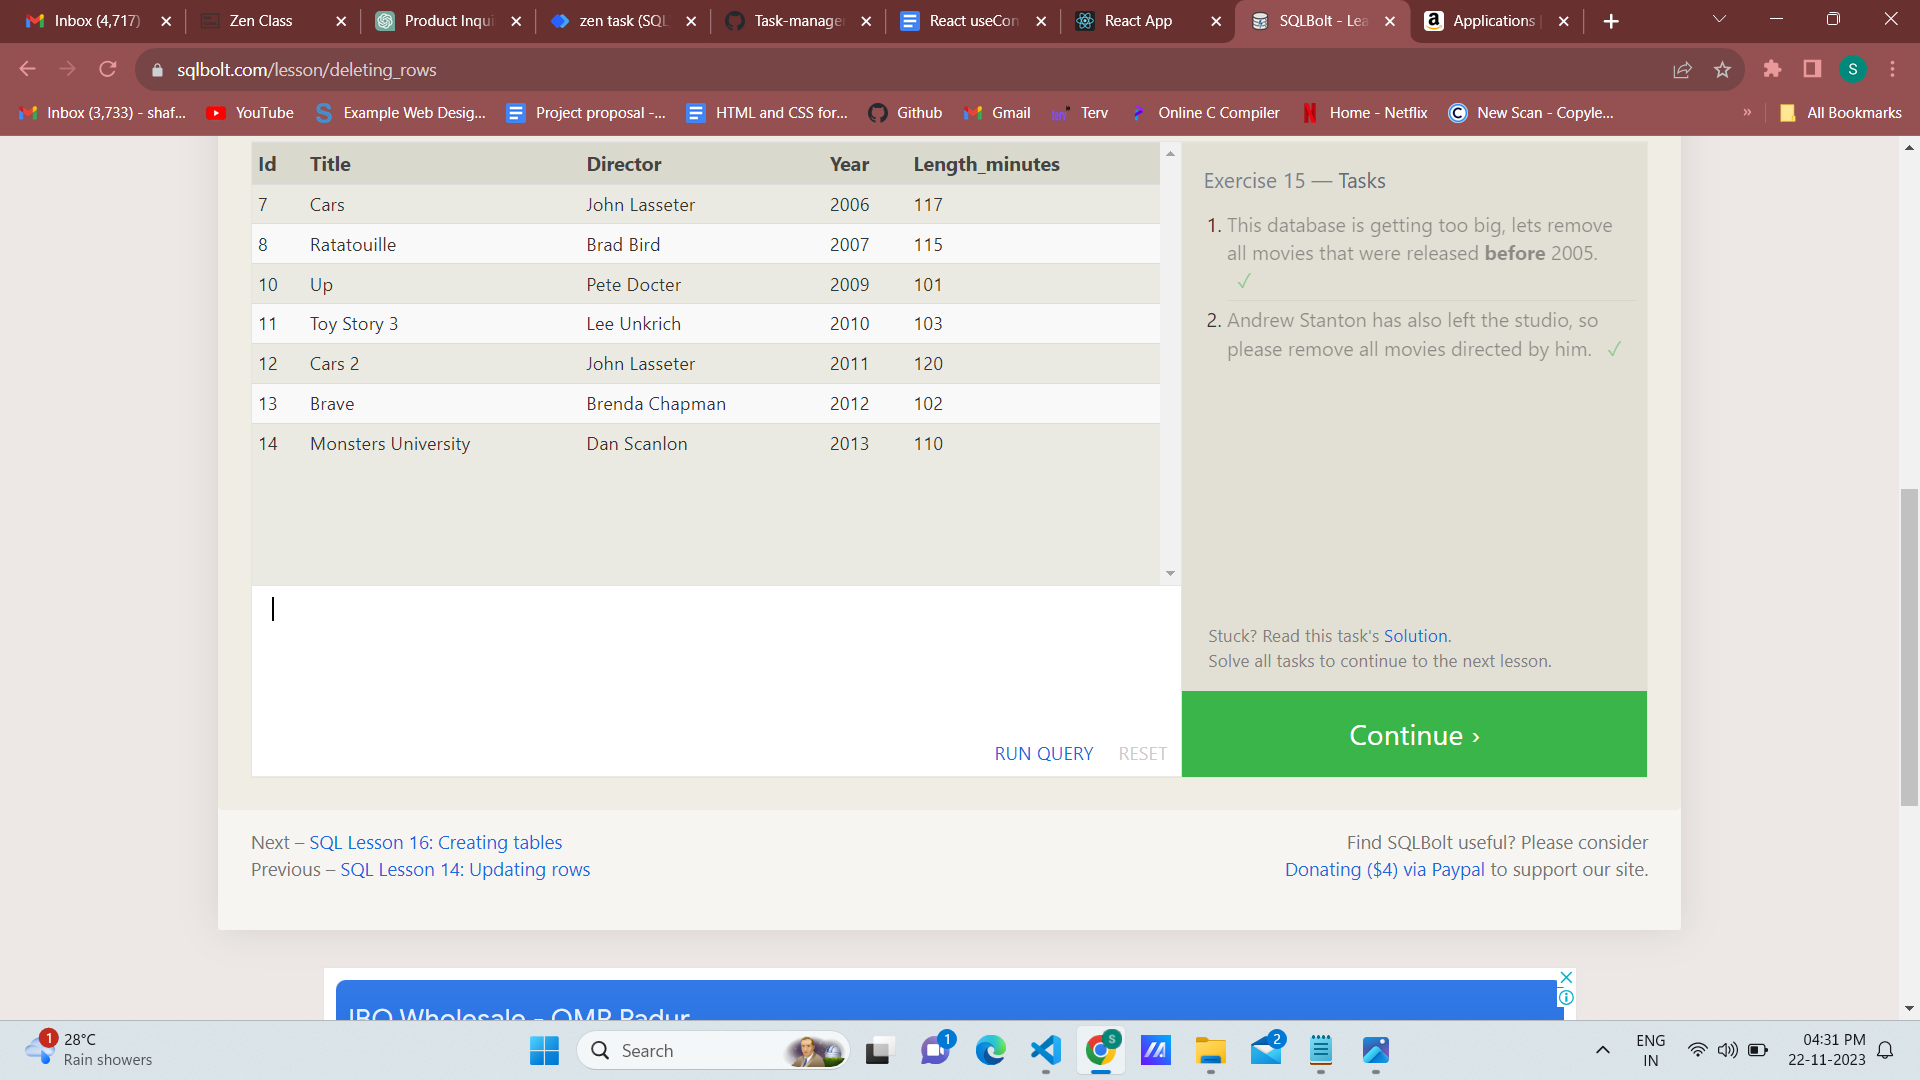 Inbox (4,717)
Zen Class
Product Inqui
zen task (SQL
Task-manage
React useCon
React App
SQLBolt - Lea
Applications
sqlbolt.com/lesson/deleting_rows
S
Inbox (3,733) - shaf...
YouTube
Example Web Desig...
Project proposal -...
HTML and CSS for...
Github
Gmail
Terv
Online C Compiler
Home - Netflix
New Scan - Copyle...
»
All Bookmarks
Id Title Director Year Length_minutes
7 Cars John Lasseter 2006 117
8 Ratatouille Brad Bird 2007 115
10 Up Pete Docter 2009 101
11 Toy Story 3 Lee Unkrich 2010 103
12 Cars 2 John Lasseter 2011 120
13 Brave Brenda Chapman 2012 102
14 Monsters University Dan Scanlon 2013 110
RUN QUERY RESET
Exercise 15 — Tasks
1. This database is getting too big, lets remove
all movies that were released before 2005.
✓
2. Andrew Stanton has also left the studio, so
please remove all movies directed by him. ✓
Stuck? Read this task's Solution.
Solve all tasks to continue to the next lesson.
Continue ›
Next – SQL Lesson 16: Creating tables
Previous – SQL Lesson 14: Updating rows
Find SQLBolt useful? Please consider
Donating ($4) via Paypal to support our site.
IBO Wholesale - OMR Padur
1
28°C
Rain showers
Search
1
S
2
ENG
IN
04:31 PM
22-11-2023